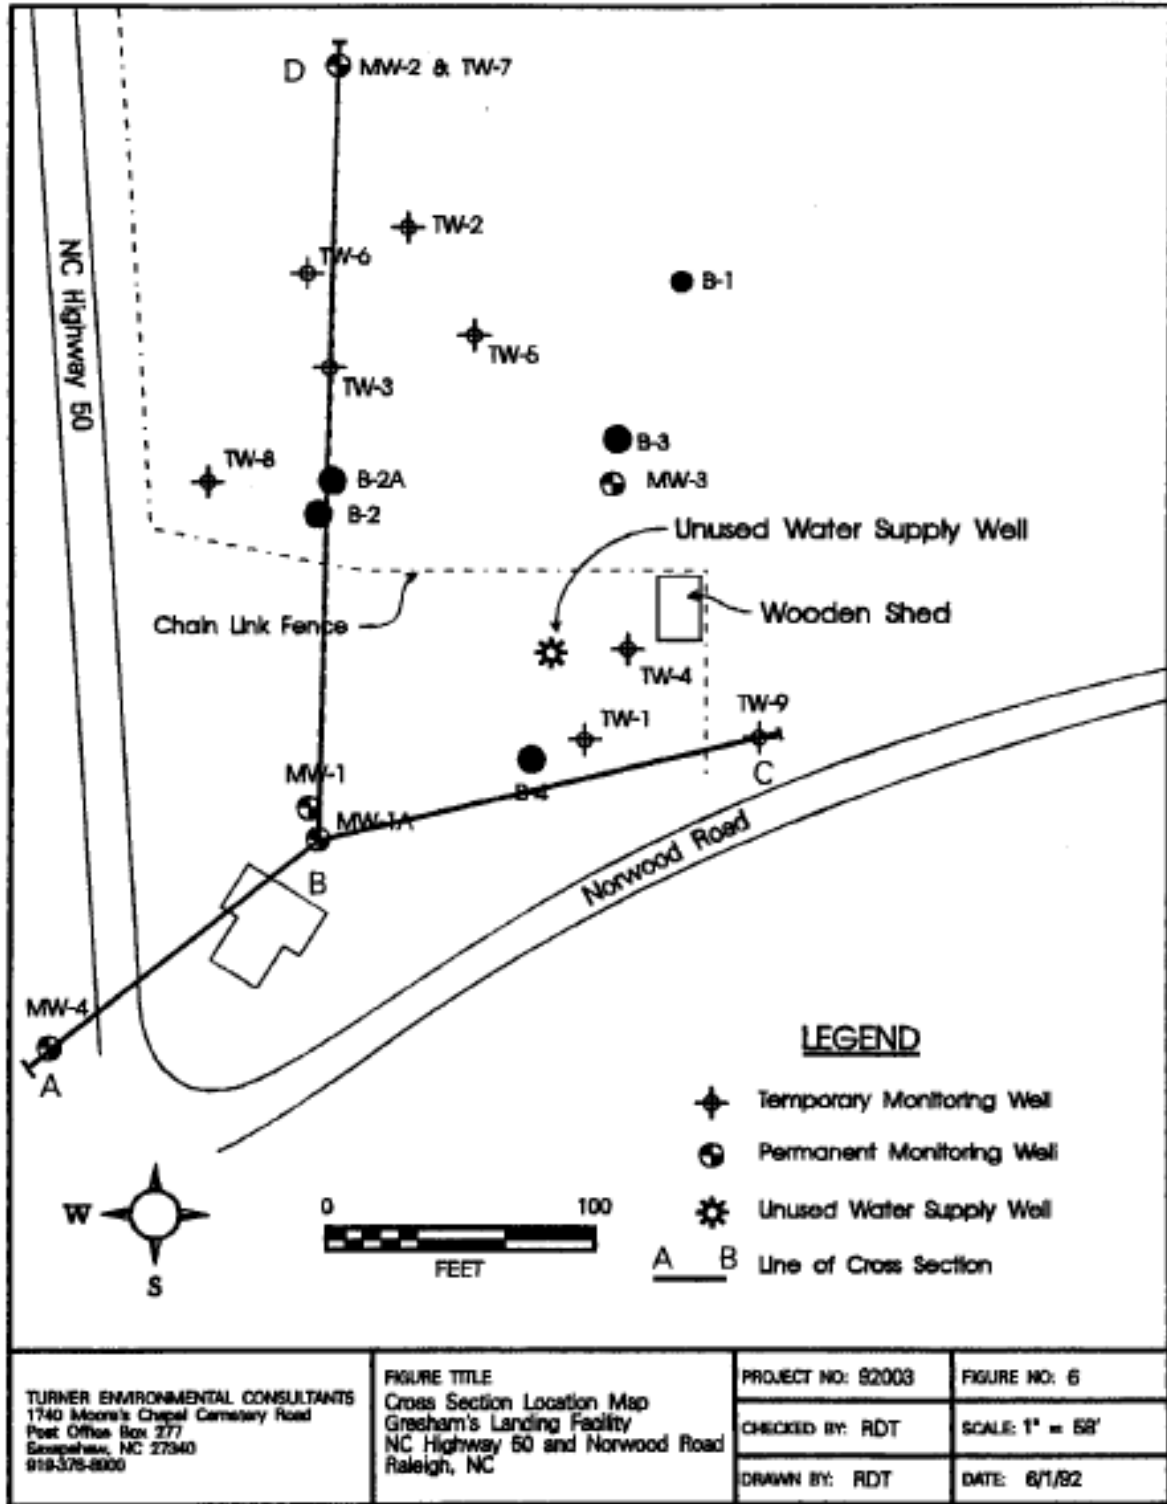 D
MW-2 & TW-7
TW-2
TW-6
B-1
TW-5
TW-3
NC Highway 50
B-3
TW-8
B-2A
MW-3
B-2
Unused Water Supply Well
Chain Link Fence
Wooden Shed
TW-4
TW-9
TW-1
MW-1
C
B-4
MW-1A
B
Norwood Road
MW-4
A
LEGEND
Temporary Monitoring Well
Permanent Monitoring Well
Unused Water Supply Well
A B Line of Cross Section
W
S
0 100
FEET
TURNER ENVIRONMENTAL CONSULTANTS
1740 Moore's Chapel Cemetery Road
Post Office Box 277
Saxapahaw, NC 27340
919-376-8900
FIGURE TITLE
Cross Section Location Map
Gresham's Landing Facility
NC Highway 50 and Norwood Road
Raleigh, NC
PROJECT NO: 92003
FIGURE NO: 6
CHECKED BY: RDT
SCALE: 1" = 58'
DRAWN BY: RDT
DATE: 6/1/92